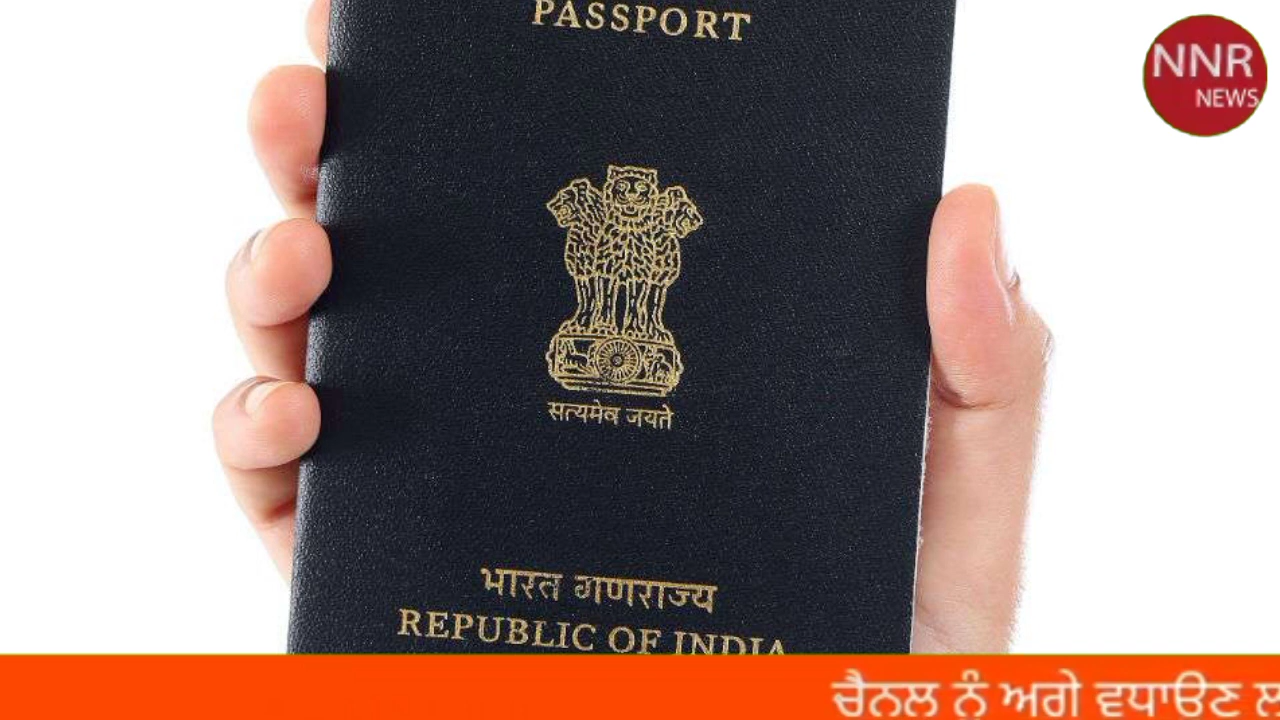 PASSPORT
NNR
NEWS
सत्यमेव जयते
भारत गणराज्य
REPUBLIC OF INDIA
ਚੈਨਲ ਨੂੰ ਅਗੇ ਵਧਾਉਣ